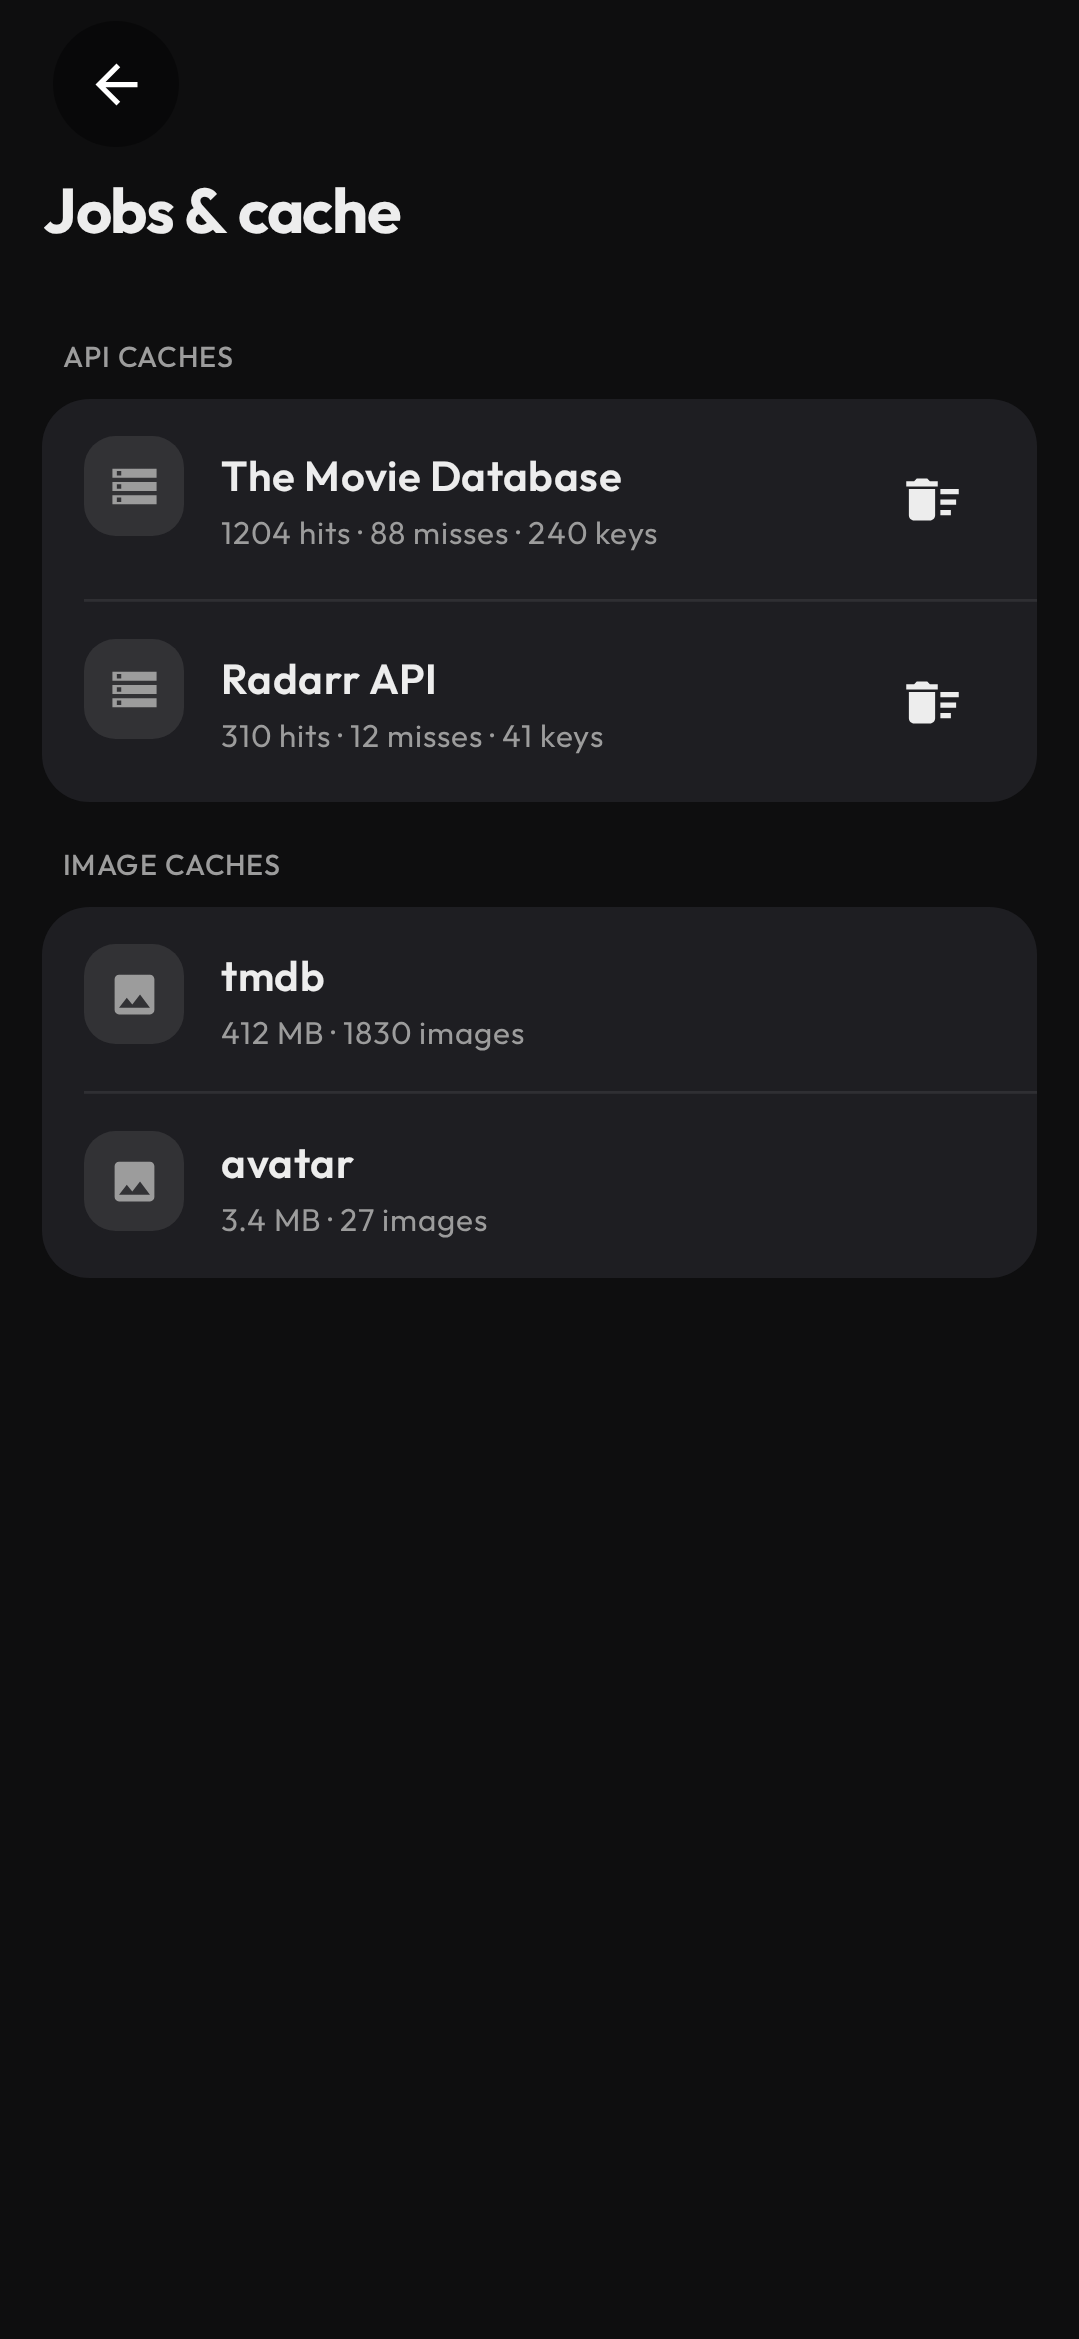 Jobs & cache
API CACHES
The Movie Database
1204 hits · 88 misses · 240 keys
Radarr API
310 hits · 12 misses · 41 keys
IMAGE CACHES
tmdb
412 MB · 1830 images
avatar
3.4 MB · 27 images